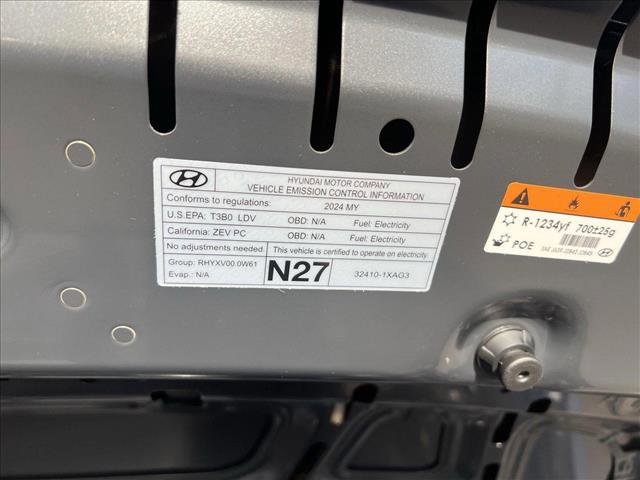 HYUNDAI MOTOR COMPANY
VEHICLE EMISSION CONTROL INFORMATION
Conforms to regulations: 2024 MY
U.S.EPA: T3B0 LDV OBD: N/A Fuel: Electricity
California: ZEV PC OBD: N/A Fuel: Electricity
No adjustments needed. This vehicle is certified to operate on electricity.
Group: RHYXV00.0W61
Evap.: N/A
N27
32410-1XAG3
R-1234yf 700±25g
POE